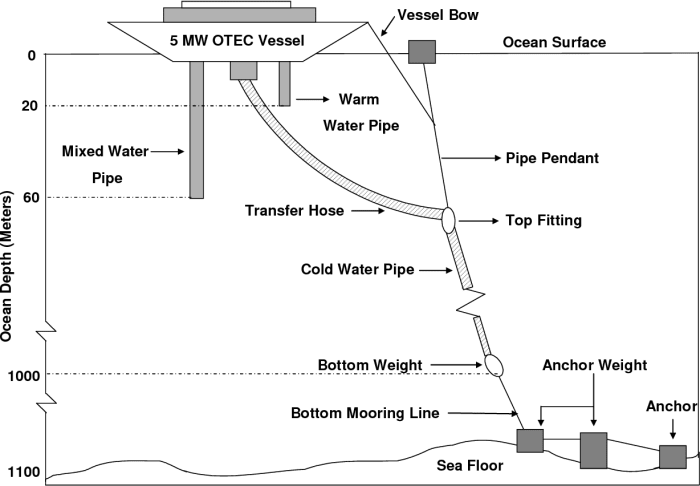 Vessel Bow
5 MW OTEC Vessel
Ocean Surface
0
20
Warm
Water Pipe
Mixed Water
Pipe
Pipe Pendant
60
Transfer Hose
Top Fitting
Cold Water Pipe
Ocean Depth (Meters)
Bottom Weight
Anchor Weight
1000
Bottom Mooring Line
Anchor
Sea Floor
1100